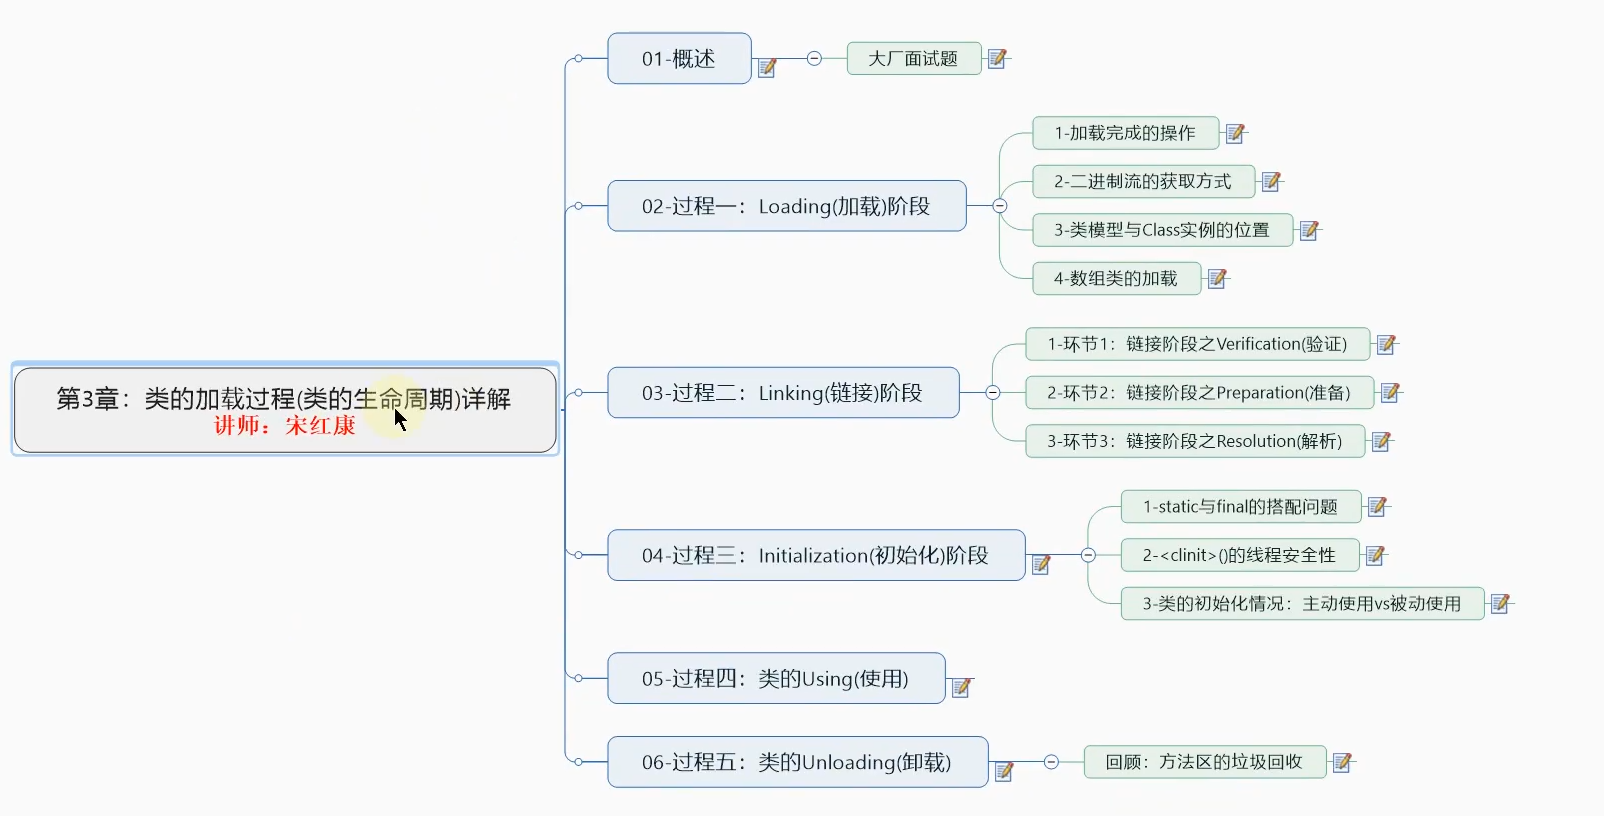 第3章：类的加载过程(类的生命周期)详解
讲师：宋红康
01-概述
大厂面试题
02-过程一：Loading(加载)阶段
1-加载完成的操作
2-二进制流的获取方式
3-类模型与Class实例的位置
4-数组类的加载
03-过程二：Linking(链接)阶段
1-环节1：链接阶段之Verification(验证)
2-环节2：链接阶段之Preparation(准备)
3-环节3：链接阶段之Resolution(解析)
04-过程三：Initialization(初始化)阶段
1-static与final的搭配问题
2-<clinit>()的线程安全性
3-类的初始化情况：主动使用vs被动使用
05-过程四：类的Using(使用)
06-过程五：类的Unloading(卸载)
回顾：方法区的垃圾回收